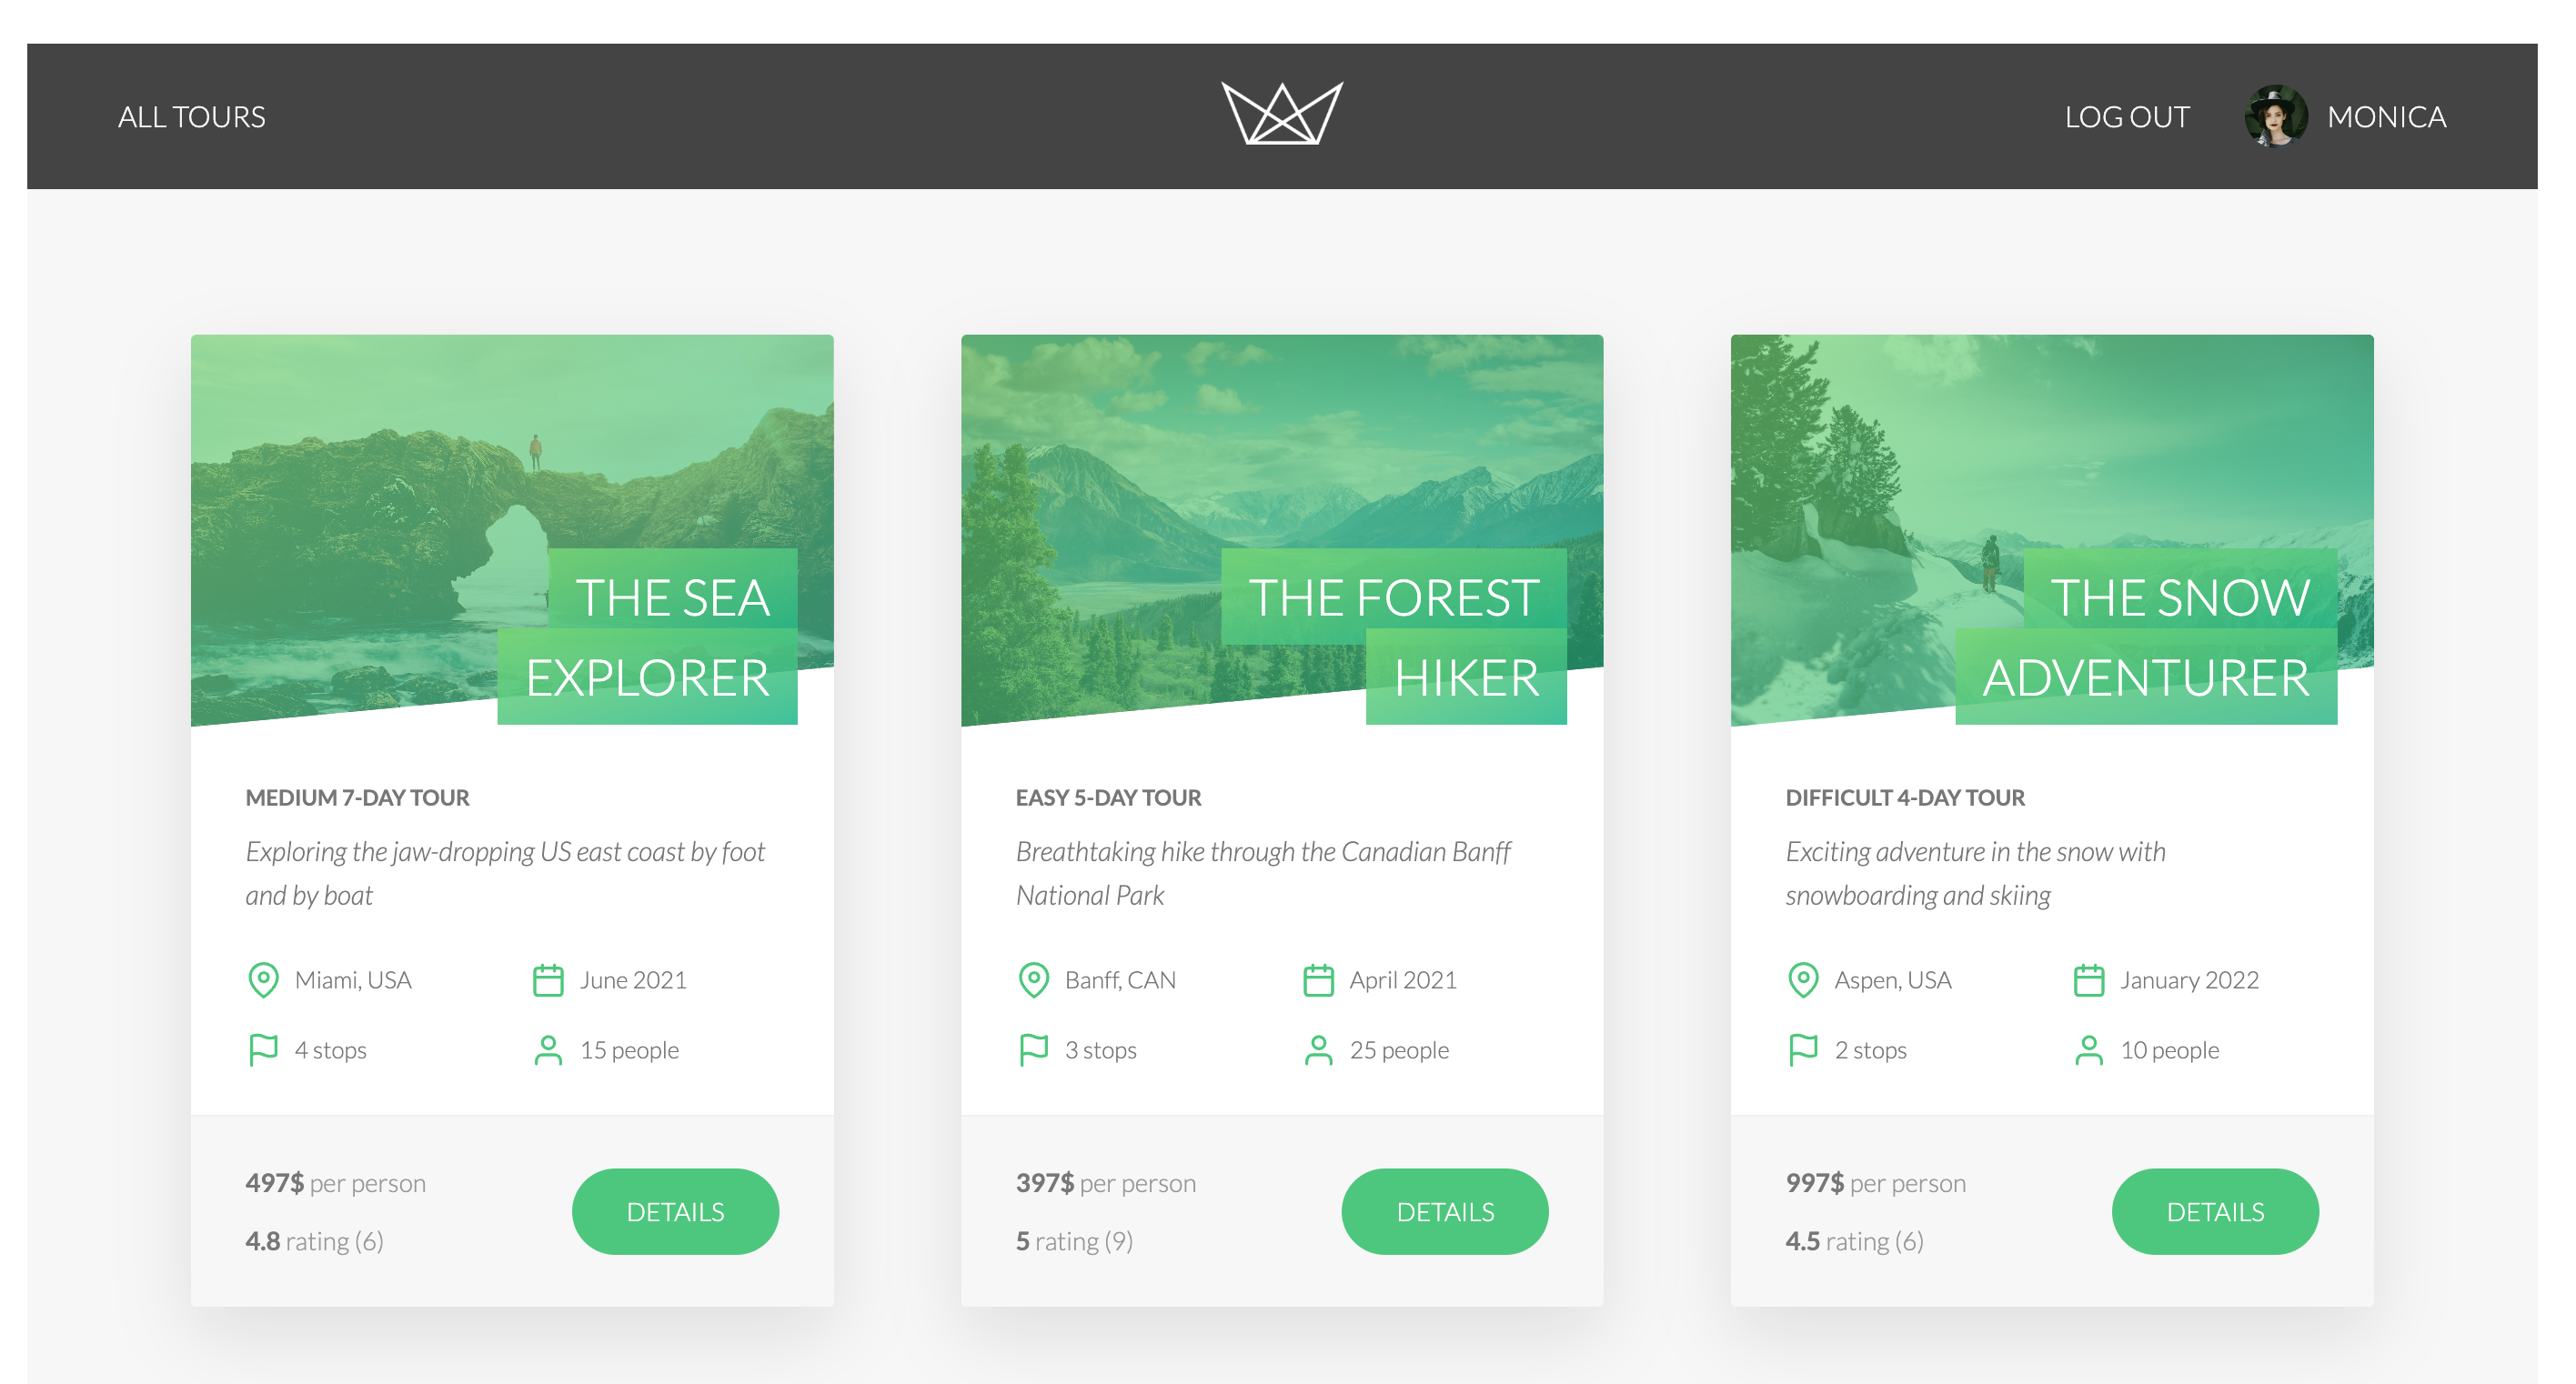 ALL TOURS
LOG OUT
MONICA
THE SEA
EXPLORER
MEDIUM 7-DAY TOUR
Exploring the jaw-dropping US east coast by foot
and by boat
Miami, USA
June 2021
4 stops
15 people
497$ per person
4.8 rating (6)
DETAILS
THE FOREST
HIKER
EASY 5-DAY TOUR
Breathtaking hike through the Canadian Banff
National Park
Banff, CAN
April 2021
3 stops
25 people
397$ per person
5 rating (9)
DETAILS
THE SNOW
ADVENTURER
DIFFICULT 4-DAY TOUR
Exciting adventure in the snow with
snowboarding and skiing
Aspen, USA
January 2022
2 stops
10 people
997$ per person
4.5 rating (6)
DETAILS